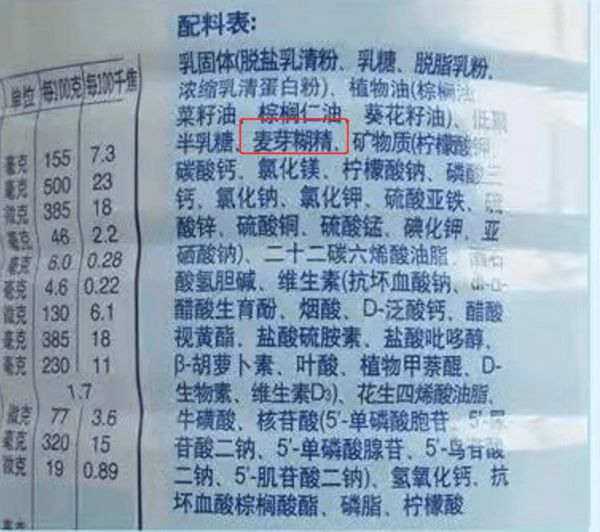 配料表:
乳固体(脱盐乳清粉、乳糖、脱脂乳粉、
浓缩乳清蛋白粉)、植物油(棕榈油、
菜籽油、棕榈仁油、葵花籽油)、低聚
半乳糖、麦芽糊精、矿物质(柠檬酸钾、
碳酸钙、氯化镁、柠檬酸钠、磷酸三
钙、氯化钠、氯化钾、硫酸亚铁、硫
酸锌、硫酸铜、硫酸锰、碘化钾、亚
硒酸钠)、二十二碳六烯酸油脂、酒石
酸氢胆碱、维生素(抗坏血酸钠、dl-α-
醋酸生育酚、烟酸、D-泛酸钙、醋酸
视黄酯、盐酸硫胺素、盐酸吡哆醇、
β-胡萝卜素、叶酸、植物甲萘醌、D-
生物素、维生素D₃)、花生四烯酸油脂、
牛磺酸、核苷酸(5'-单磷酸胞苷、5'-尿
苷酸二钠、5'-单磷酸腺苷、5'-鸟苷酸
二钠、5'-肌苷酸二钠)、氢氧化钙、抗
坏血酸棕榈酸酯、磷脂、柠檬酸
单位 每100克 每100千焦
毫克 155 7.3
毫克 500 23
微克 385 18
毫克 46 2.2
毫克 6.0 0.28
毫克 4.6 0.22
微克 130 6.1
毫克 385 18
毫克 230 11
1.7
微克 77 3.6
毫克 320 15
微克 19 0.89